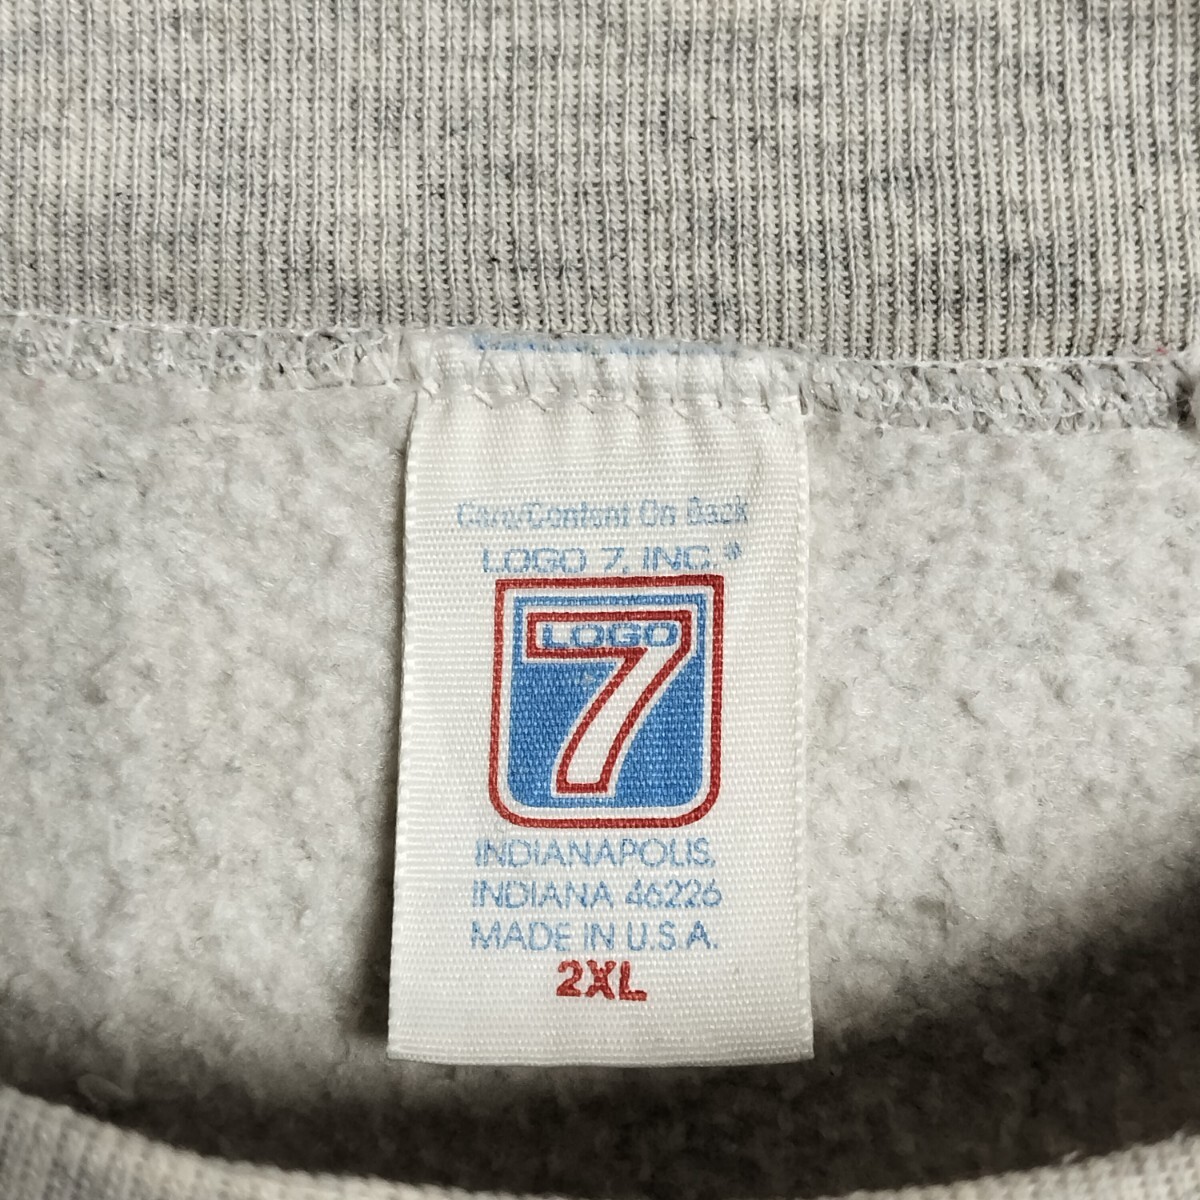 Care/Content On Back
LOGO 7, INC.®
LOGO
7
INDIANAPOLIS,
INDIANA 46226
MADE IN U.S.A.
2XL